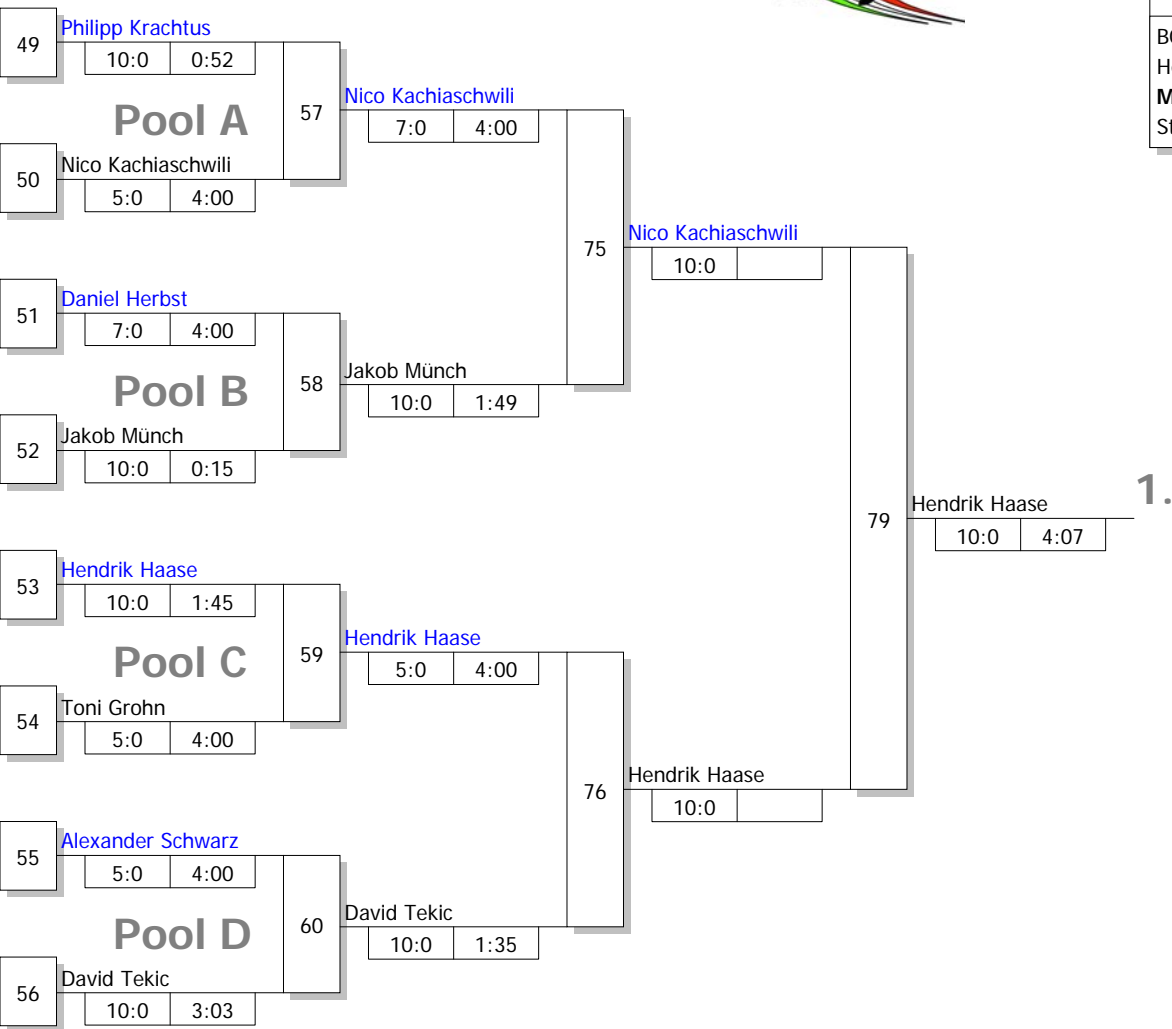 49
Philipp Krachtus
10:0 0:52
Pool A
57
Nico Kachiaschwili
7:0 4:00
50
Nico Kachiaschwili
5:0 4:00
75
Nico Kachiaschwili
10:0
51
Daniel Herbst
7:0 4:00
Pool B
58
Jakob Münch
10:0 1:49
52
Jakob Münch
10:0 0:15
79
Hendrik Haase
10:0 4:07
1.
53
Hendrik Haase
10:0 1:45
Pool C
59
Hendrik Haase
5:0 4:00
54
Toni Grohn
5:0 4:00
76
Hendrik Haase
10:0
55
Alexander Schwarz
5:0 4:00
Pool D
60
David Tekic
10:0 1:35
56
David Tekic
10:0 3:03